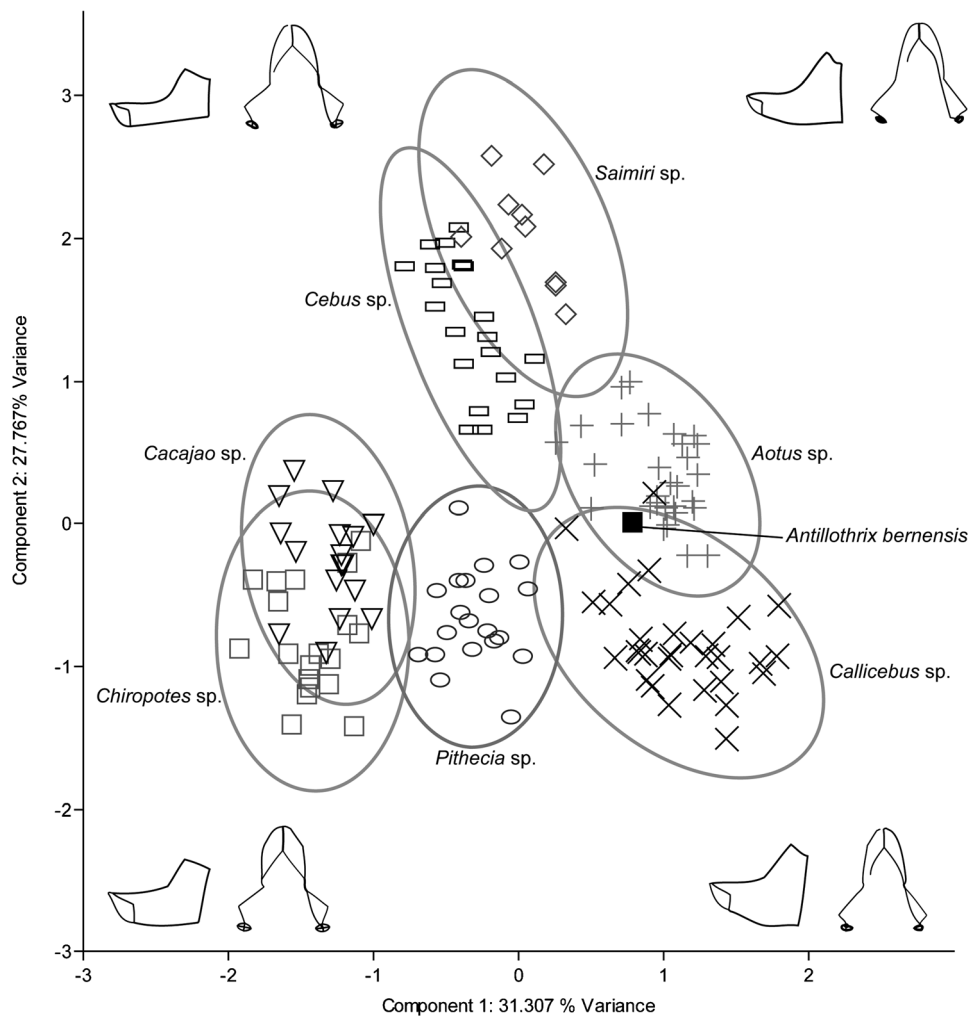 3
Saimiri sp.
2
Cebus sp.
1
Cacajao sp.
Aotus sp.
0
Antillothrix bernensis
Component 2: 27.767% Variance
-1
Callicebus sp.
Chiropotes sp.
Pithecia sp.
-2
-3
-3 -2 -1 0 1 2
Component 1: 31.307 % Variance